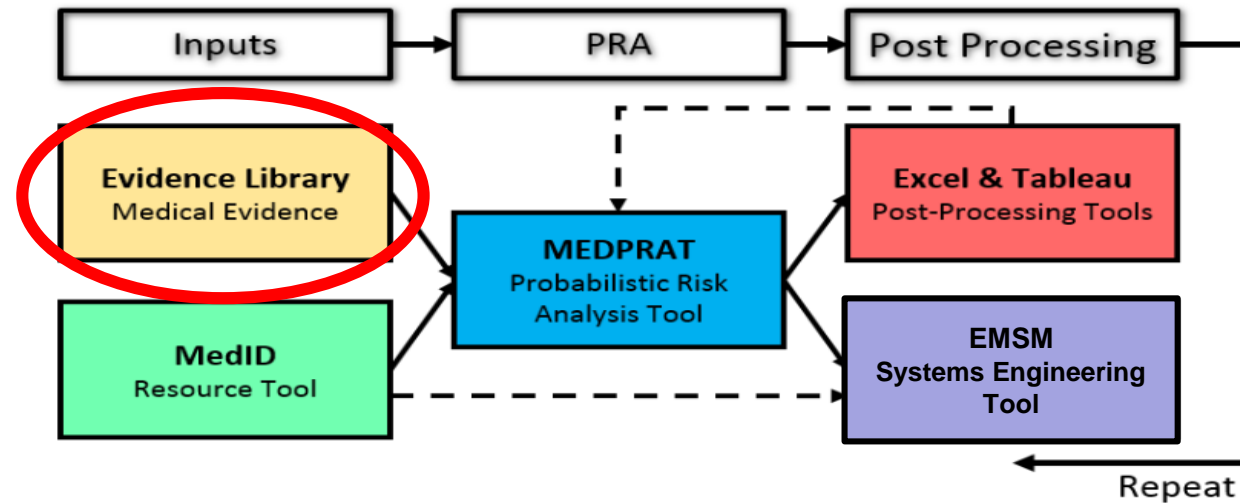 Inputs
PRA
Post Processing
Evidence Library
Medical Evidence
MEDPRAT
Probabilistic Risk
Analysis Tool
Excel & Tableau
Post-Processing Tools
MedID
Resource Tool
EMSM
Systems Engineering
Tool
Repeat